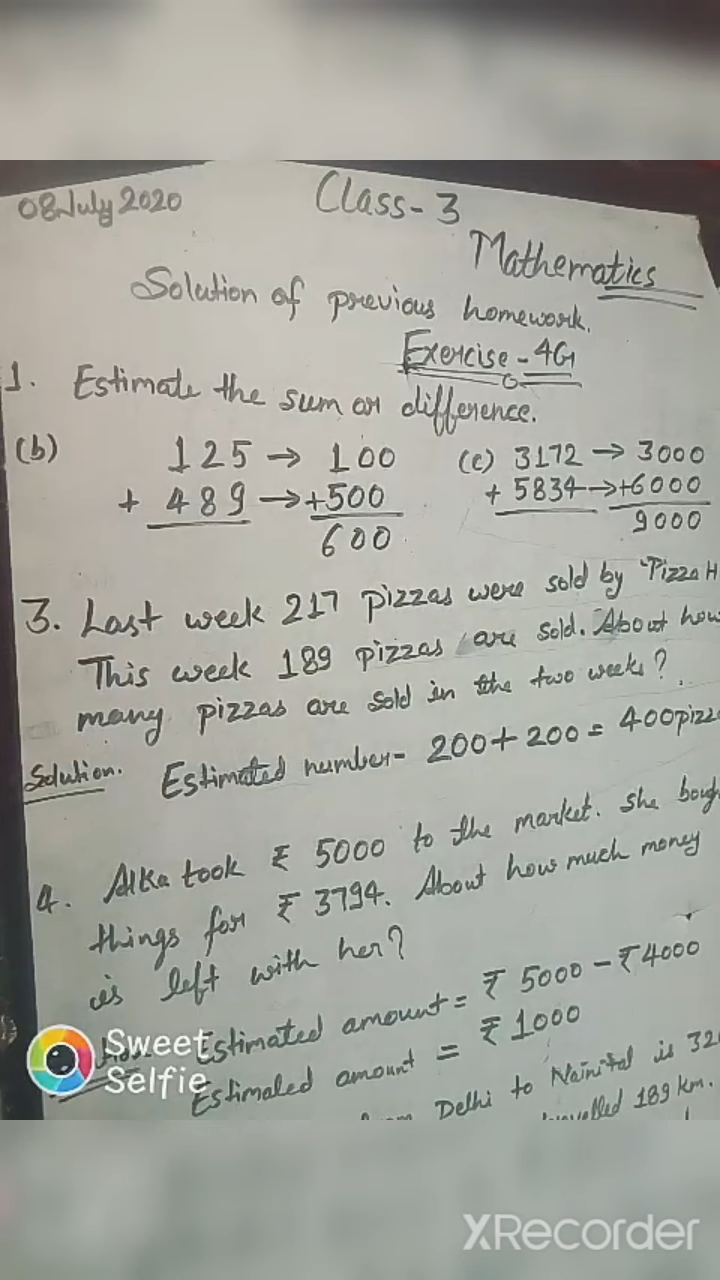 08 July 2020
Class - 3
Mathematics
Solution of previous homework.
Exercise - 4G
1. Estimate the sum or difference.
(b) 125 → 100 (c) 3172 → 3000
+ 489 → +500 + 5834 → +6000
600 9000
3. Last week 217 pizzas were sold by Pizza H
This week 189 pizzas are sold. About how
many pizzas are sold in the two weeks?
Solution. Estimated number - 200 + 200 = 400 pizz
4. Alka took ₹ 5000 to the market. She boug
things for ₹ 3794. About how much money
is left with her?
Estimated amount = ₹ 5000 - ₹ 4000
Estimated amount = ₹ 1000
Delhi to Nainital is 32
travelled 189 km.
Sweet
Selfie
XRecorder